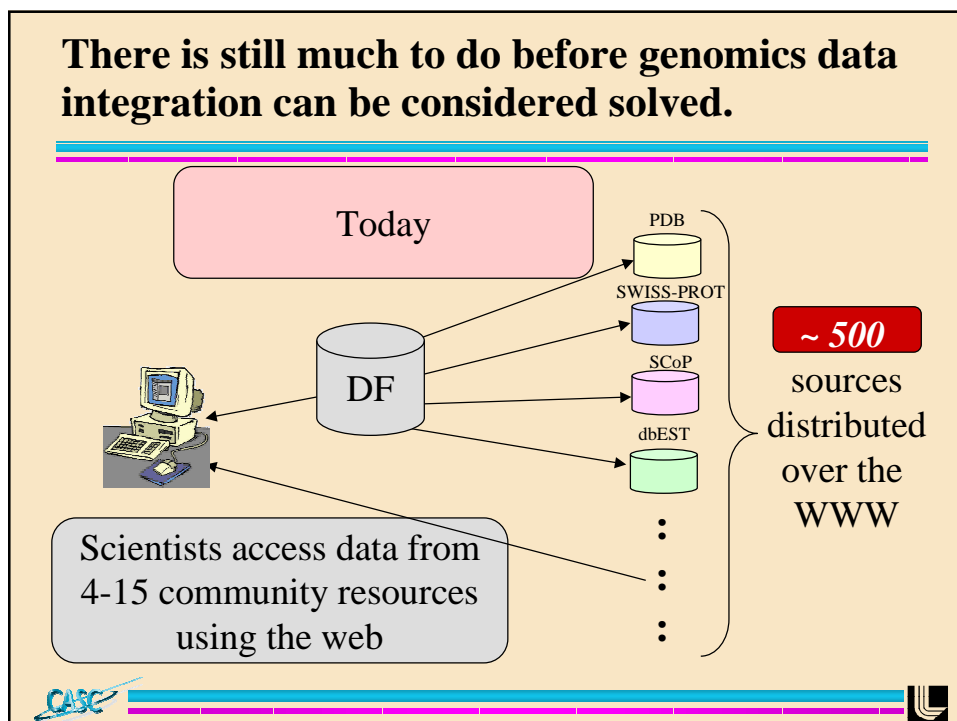 There is still much to do before genomics data
integration can be considered solved.
Today
PDB
SWISS-PROT
SCoP
dbEST
:
:
:
DF
~ 500
sources
distributed
over the
WWW
Scientists access data from
4-15 community resources
using the web
CASC